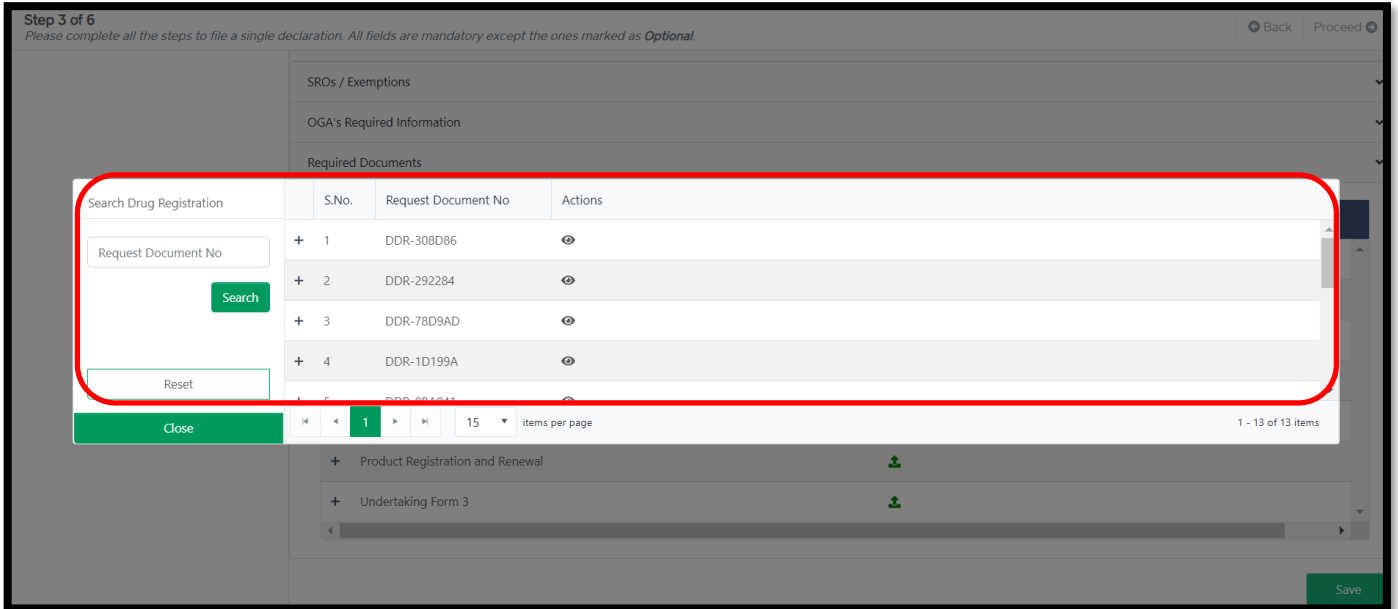 Step 3 of 6
Please complete all the steps to file a single declaration. All fields are mandatory except the ones marked as Optional.
Back Proceed
SROs / Exemptions
OGA's Required Information
Required Documents
Search Drug Registration
Request Document No
Search
Reset
Close
S.No. Request Document No Actions
1 DDR-308D86
2 DDR-292284
3 DDR-78D9AD
4 DDR-1D199A
1 15 items per page 1 - 13 of 13 items
Product Registration and Renewal
Undertaking Form 3
Save